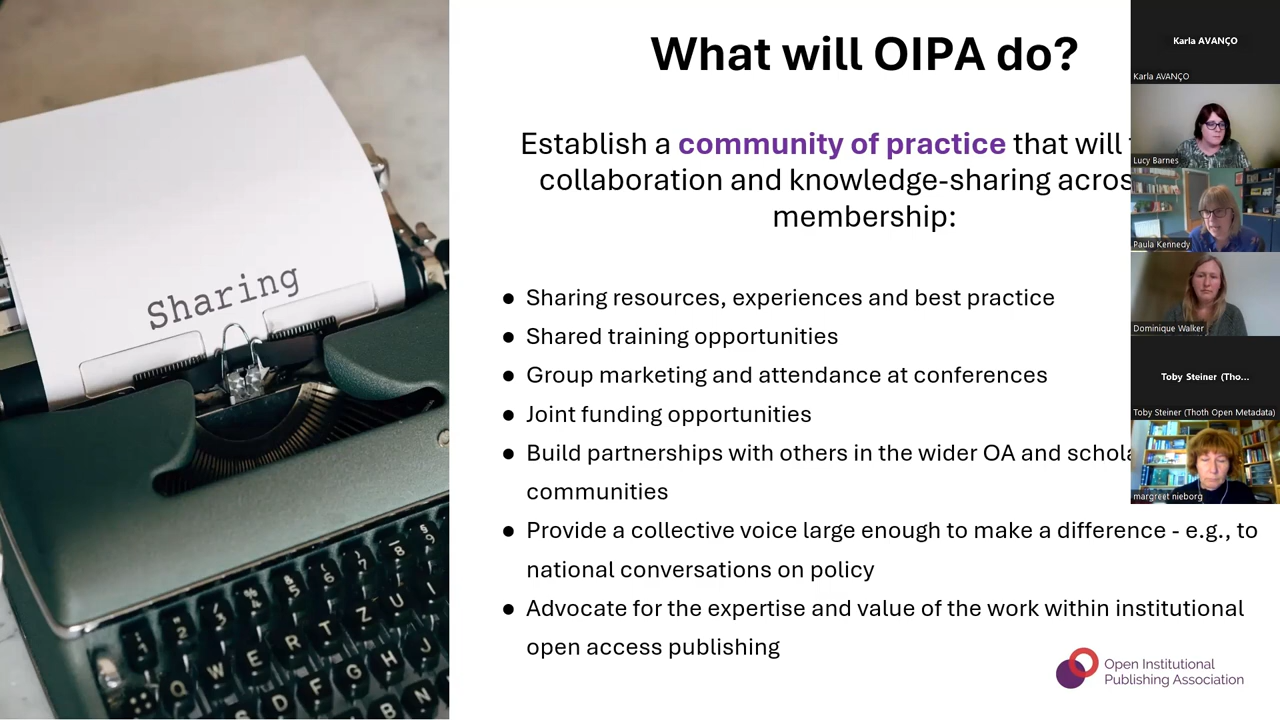 What will OIPA do?
Establish a community of practice that will
collaboration and knowledge-sharing acros
membership:
● Sharing resources, experiences and best practice
● Shared training opportunities
● Group marketing and attendance at conferences
● Joint funding opportunities
● Build partnerships with others in the wider OA and schola
communities
● Provide a collective voice large enough to make a difference - e.g., to
national conversations on policy
● Advocate for the expertise and value of the work within institutional
open access publishing
Open Institutional
Publishing Association
Sharing
Karla AVANÇO
Karla AVANÇO
Lucy Barnes
Paula Kennedy
Dominique Walker
Toby Steiner (Tho...
Toby Steiner (Thoth Open Metadata)
margreet nieborg
Q W E R T Z U I
S D F G H J
B N